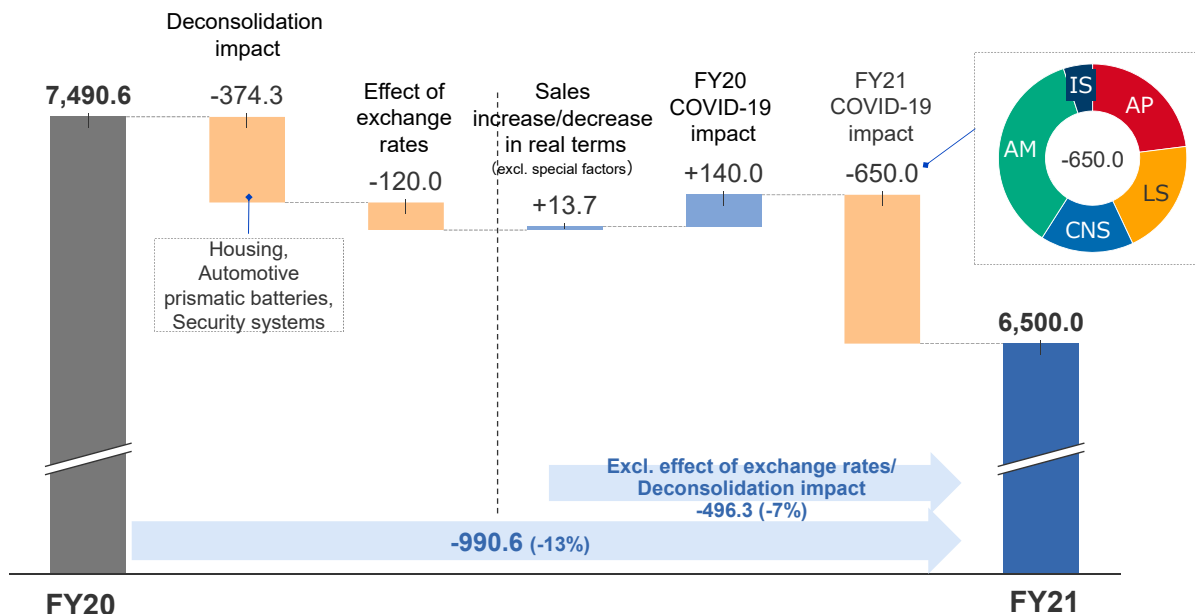 Deconsolidation
impact
7,490.6
-374.3
Housing,
Automotive
prismatic batteries,
Security systems
Effect of
exchange
rates
-120.0
Sales
increase/decrease
in real terms
(excl. special factors)
+13.7
FY20
COVID-19
impact
+140.0
FY21
COVID-19
impact
-650.0
IS
AP
AM
-650.0
LS
CNS
6,500.0
Excl. effect of exchange rates/
Deconsolidation impact
-496.3 (-7%)
-990.6 (-13%)
FY20
FY21